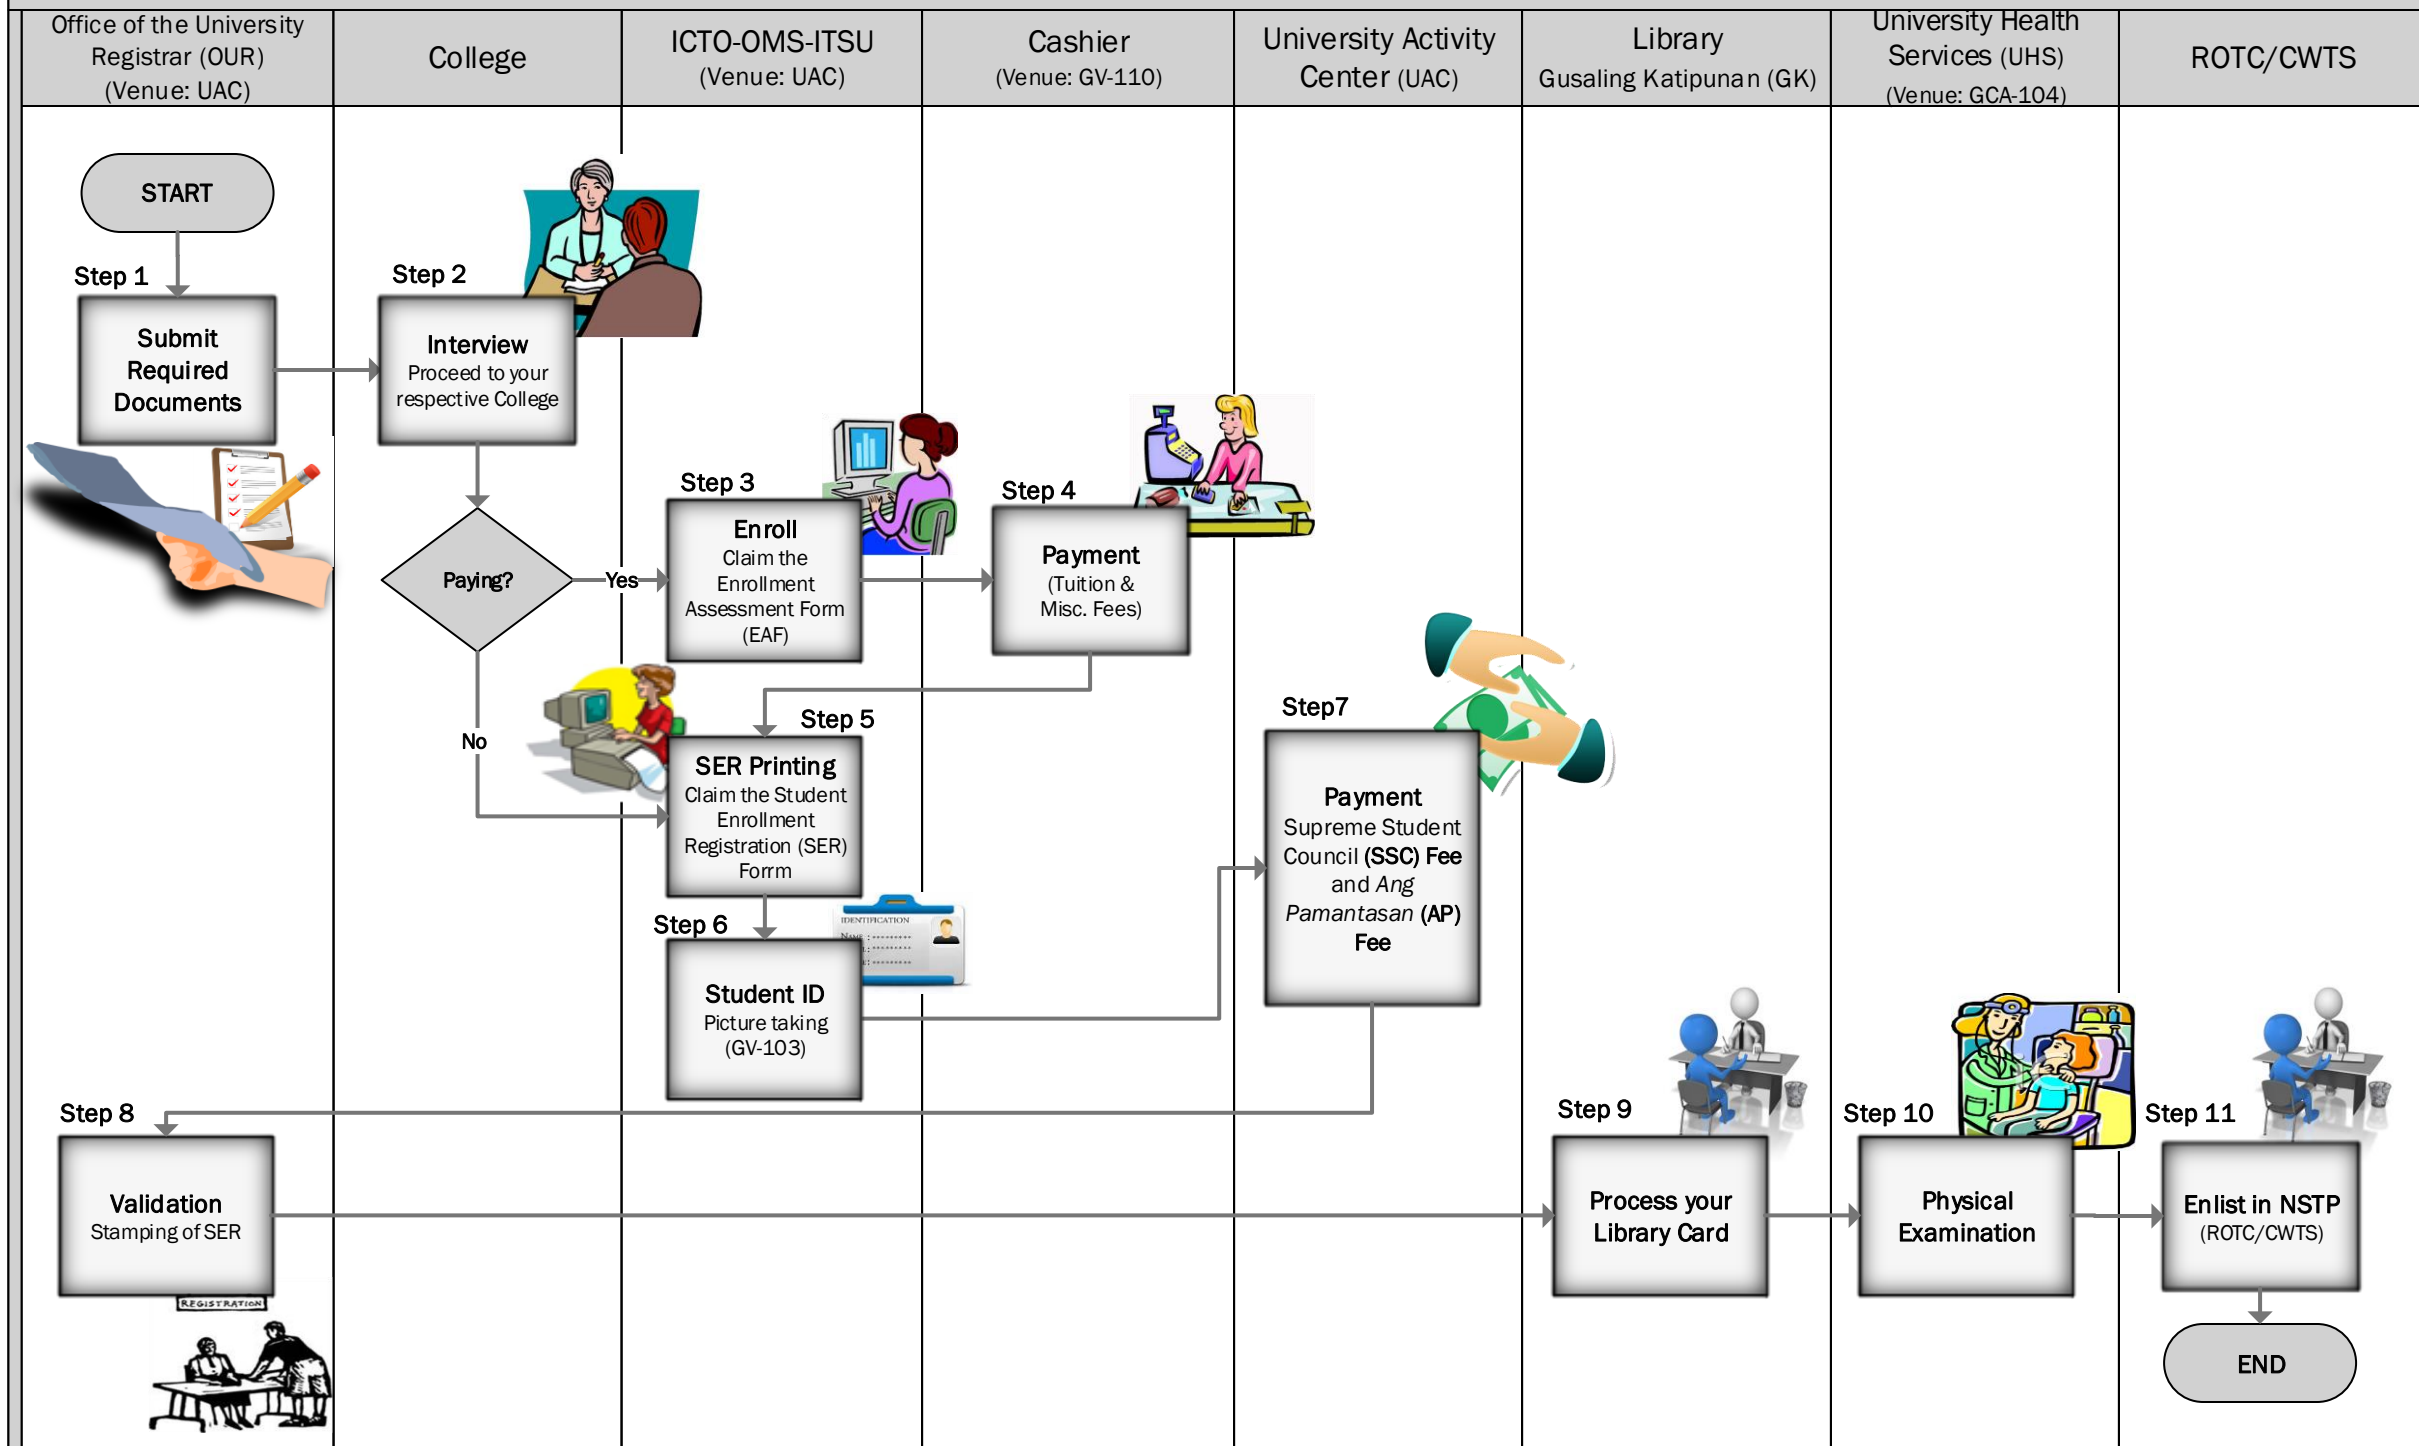 Office of the University
Registrar (OUR)
(Venue: UAC)
College
ICTO-OMS-ITSU
(Venue: UAC)
Cashier
(Venue: GV-110)
University Activity
Center (UAC)
Library
Gusaling Katipunan (GK)
University Health
Services (UHS)
(Venue: GCA-104)
ROTC/CWTS
START
Step 1
Submit
Required
Documents
Step 2
Interview
Proceed to your
respective College
Paying?
Yes
No
Step 3
Enroll
Claim the
Enrollment
Assessment Form
(EAF)
Step 4
Payment
(Tuition &
Misc. Fees)
Step 5
SER Printing
Claim the Student
Enrollment
Registration (SER)
Forrm
Step 6
Student ID
Picture taking
(GV-103)
IDENTIFICATION
Step7
Payment
Supreme Student
Council (SSC) Fee
and Ang
Pamantasan (AP)
Fee
Step 8
Validation
Stamping of SER
REGISTRATION
Step 9
Process your
Library Card
Step 10
Physical
Examination
Step 11
Enlist in NSTP
(ROTC/CWTS)
END